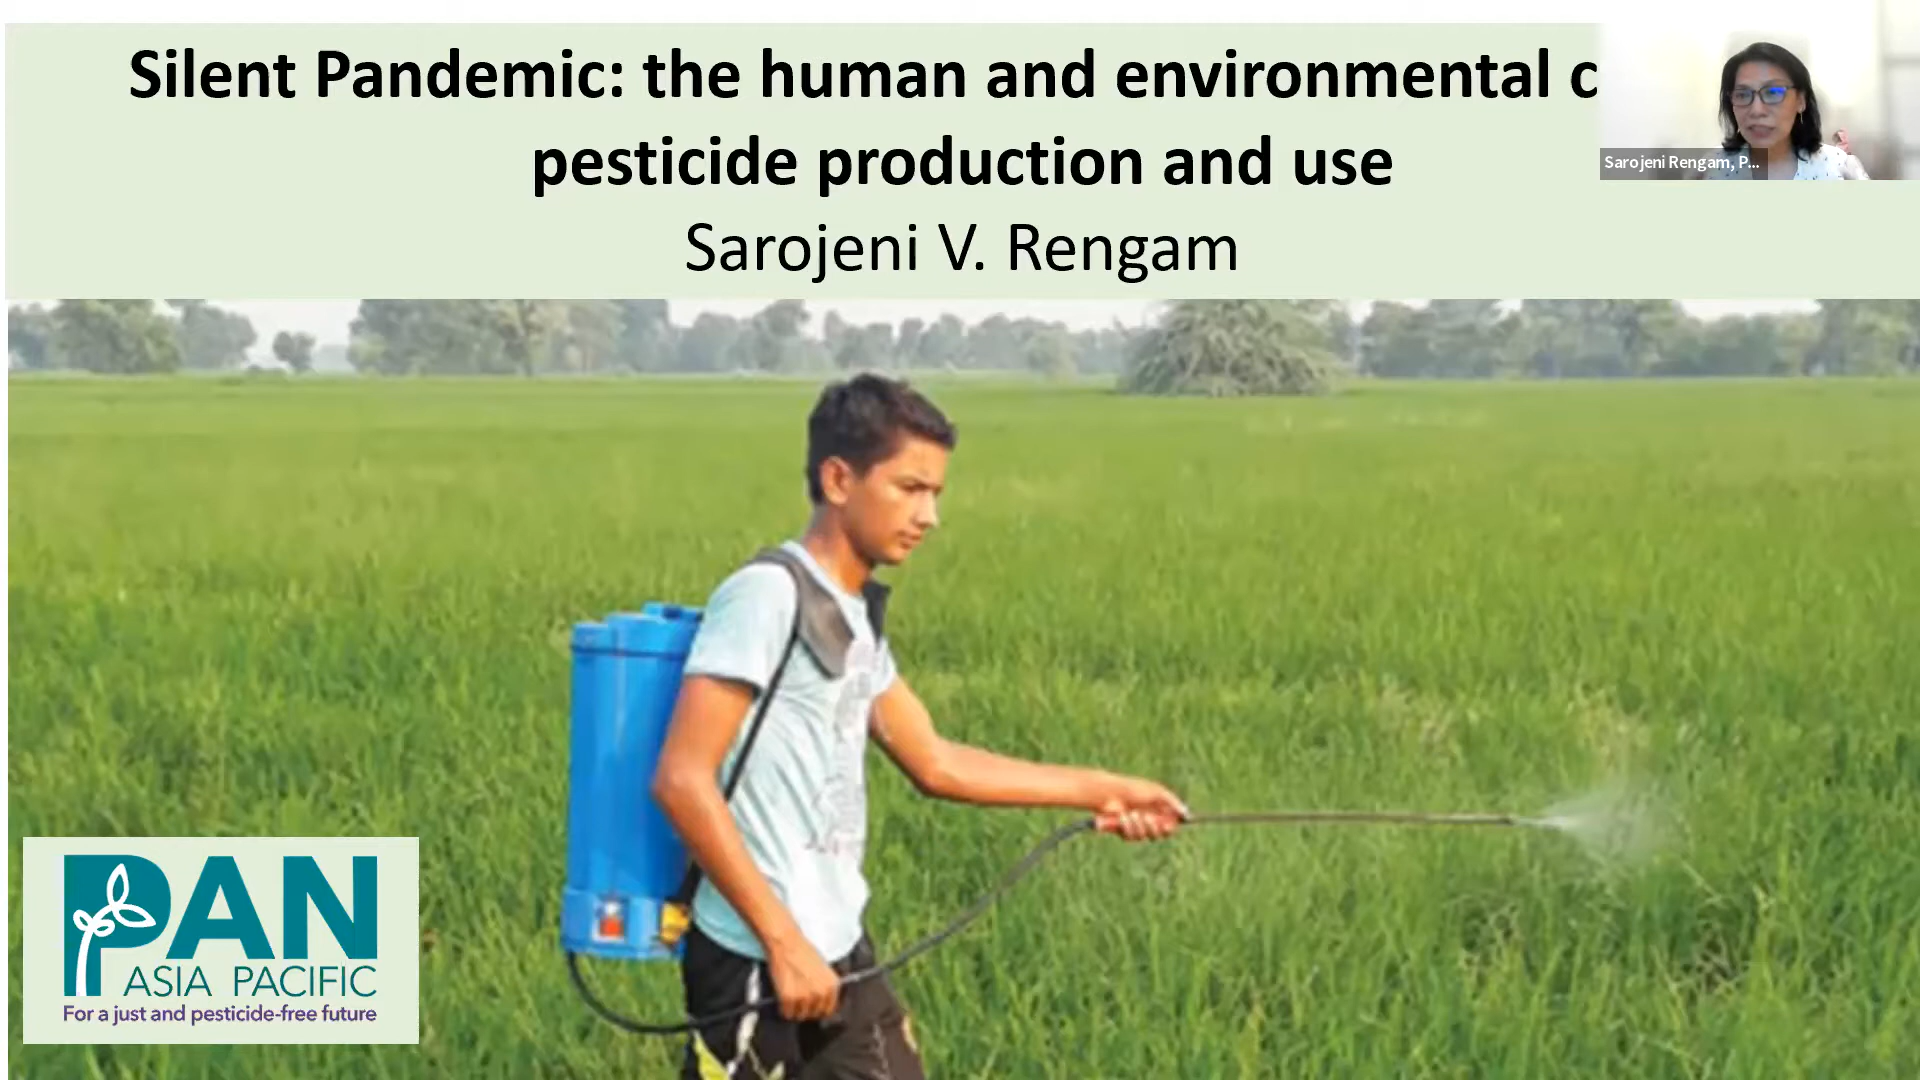 Silent Pandemic: the human and environmental c
pesticide production and use
Sarojeni V. Rengam
Sarojeni Rengam, P...
PAN
ASIA PACIFIC
For a just and pesticide-free future